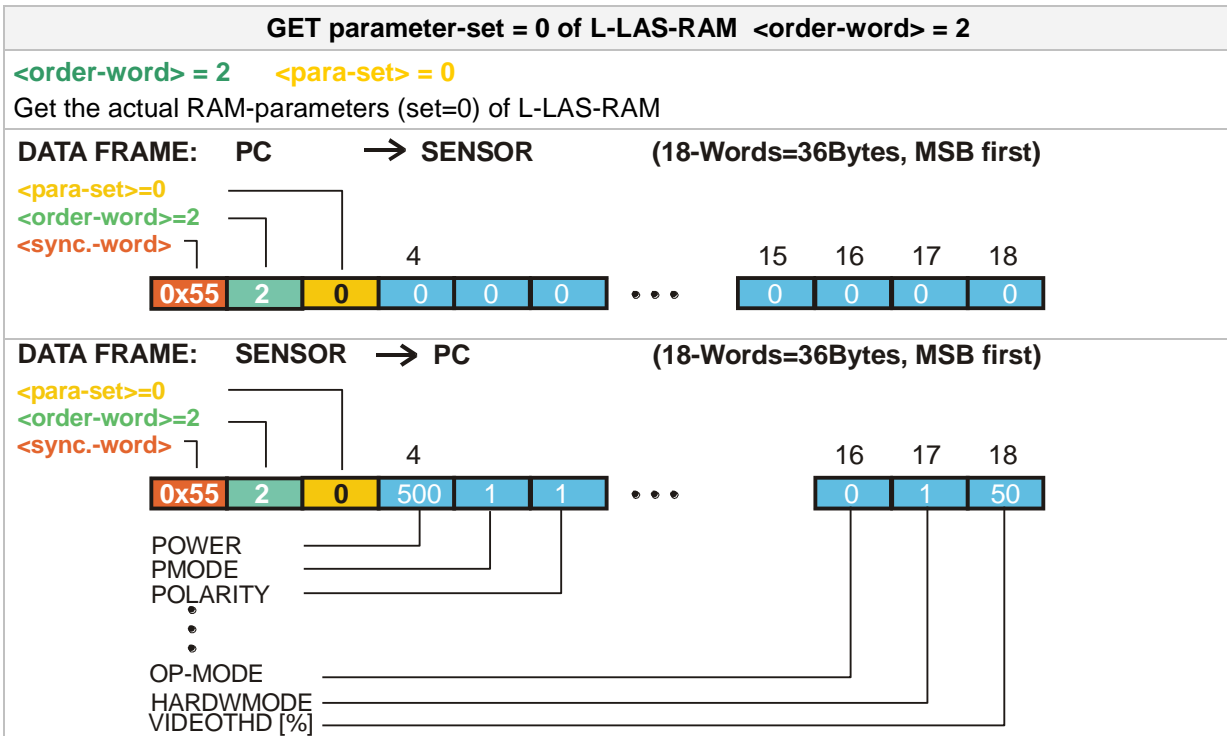 GET parameter-set = 0 of L-LAS-RAM <order-word> = 2
<order-word> = 2 <para-set> = 0
Get the actual RAM-parameters (set=0) of L-LAS-RAM
DATA FRAME: PC → SENSOR (18-Words=36Bytes, MSB first)
<para-set>=0
<order-word>=2
<sync.-word>
4 15 16 17 18
0x55 2 0 0 0 0 • • • 0 0 0 0
DATA FRAME: SENSOR → PC (18-Words=36Bytes, MSB first)
<para-set>=0
<order-word>=2
<sync.-word>
4 16 17 18
0x55 2 0 500 1 1 • • • 0 1 50
POWER
PMODE
POLARITY
OP-MODE
HARDWMODE
VIDEOTHD [%]